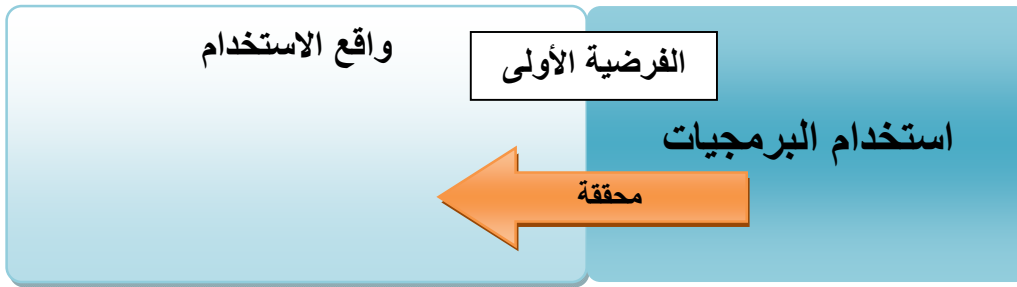 واقع الاستخدام
الفرضية الأولى
استخدام البرمجيات
محققة